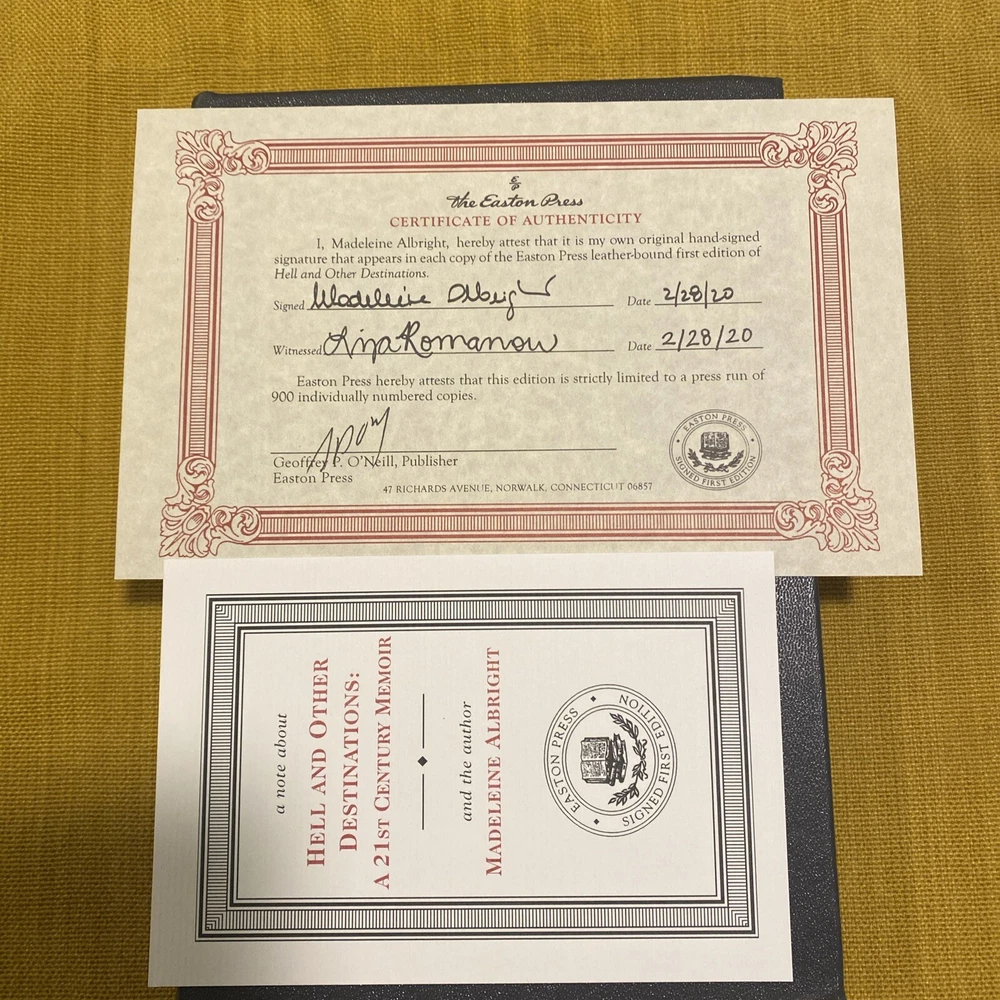 EP
The Easton Press
CERTIFICATE OF AUTHENTICITY
I, Madeleine Albright, hereby attest that it is my own original hand-signed
signature that appears in each copy of the Easton Press leather-bound first edition of
Hell and Other Destinations.
Signed Madeleine Albright Date 2/28/20
Witnessed Liza Romanow Date 2/28/20
Easton Press hereby attests that this edition is strictly limited to a press run of
900 individually numbered copies.
Geoffrey P. O'Neill, Publisher
Easton Press
47 RICHARDS AVENUE, NORWALK, CONNECTICUT 06857
EASTON PRESS
SIGNED FIRST EDITION
a note about
HELL AND OTHER
DESTINATIONS:
A 21ST CENTURY MEMOIR
and the author
MADELEINE ALBRIGHT
EASTON PRESS
SIGNED FIRST EDITION